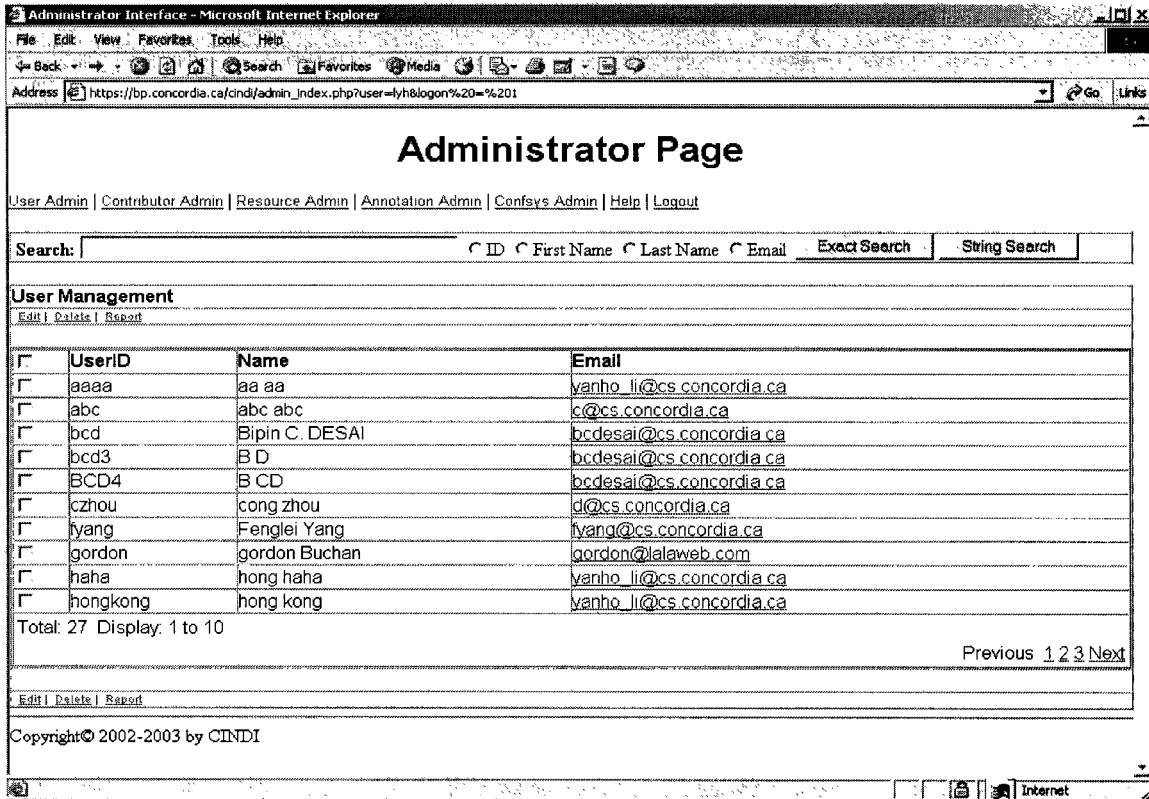 Administrator Interface - Microsoft Internet Explorer
File Edit View Favorites Tools Help
Back Search Favorites Media
Address https://bp.concordia.ca/cindi/admin_index.php?user=lyh&logon%20=%201 Go Links
Administrator Page
User Admin | Contributor Admin | Resource Admin | Annotation Admin | Confsys Admin | Help | Logout
Search: ID First Name Last Name Email Exact Search String Search
User Management
Edit | Delete | Report
UserID Name Email
aaaa aa aa yanho_li@cs.concordia.ca
abc abc abc c@cs.concordia.ca
bcd Bipin C. DESAI bcdesai@cs.concordia.ca
bcd3 B D bcdesai@cs.concordia.ca
BCD4 B CD bcdesai@cs.concordia.ca
czhou cong zhou d@cs.concordia.ca
fyang Fenglei Yang fyang@cs.concordia.ca
gordon gordon Buchan gordon@lalaweb.com
haha hong haha yanho_li@cs.concordia.ca
hongkong hong kong yanho_li@cs.concordia.ca
Total: 27 Display: 1 to 10
Previous 1 2 3 Next
Edit | Delete | Report
Copyright© 2002-2003 by CINDI
Internet